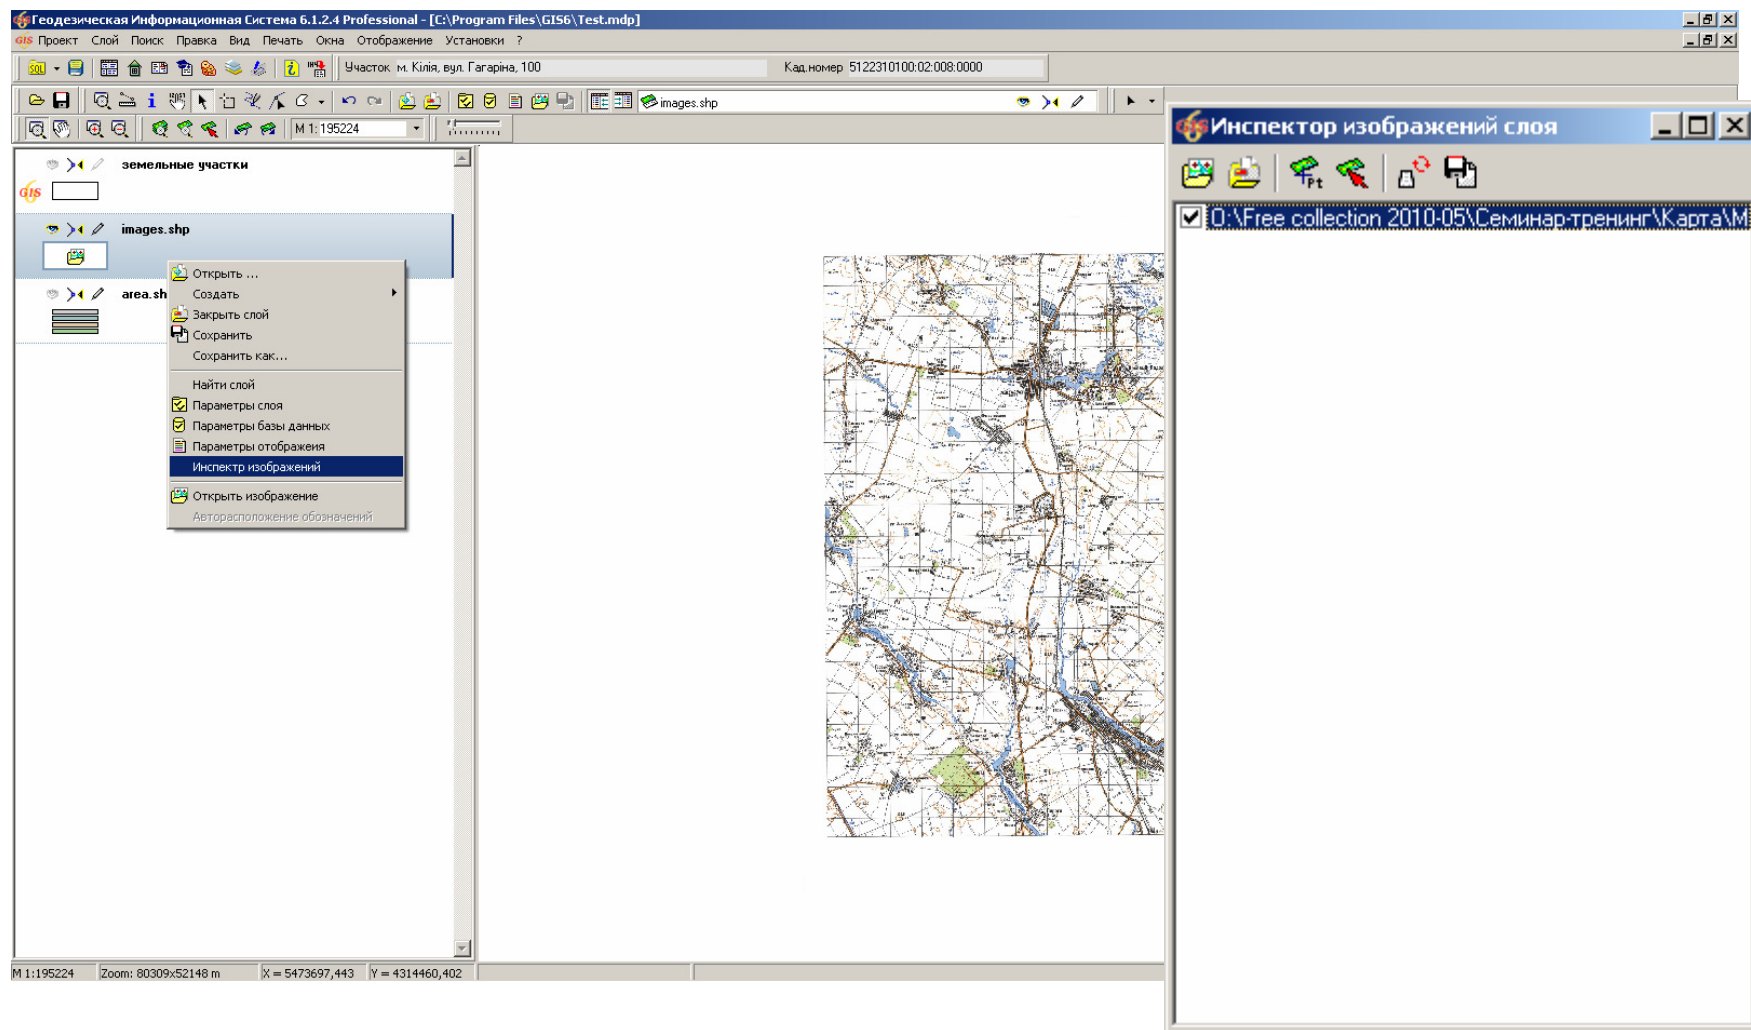 Геодезическая Информационная Система 6.1.2.4 Professional - [C:\Program Files\GIS6\Test.mdp]
Проект Слой Поиск Правка Вид Печать Окна Отображение Установки ?
SQL Участок м. Кілія, вул. Гагаріна, 100 Кад.номер 5122310100:02:008:0000
images.shp
М 1: 195224
Инспектор изображений слоя
Pt
O:\Free collection 2010-05\Семинар-тренинг\Карта\М
земельные участки
GIS
images.shp
area.sh
Открыть ...
Создать
Закрыть слой
Сохранить
Сохранить как...
Найти слой
Параметры слоя
Параметры базы данных
Параметры отображеия
Инспектр изображений
Открыть изображение
Авторасположение обозначений
М 1:195224 Zoom: 80309x52148 m X = 5473697,443 Y = 4314460,402